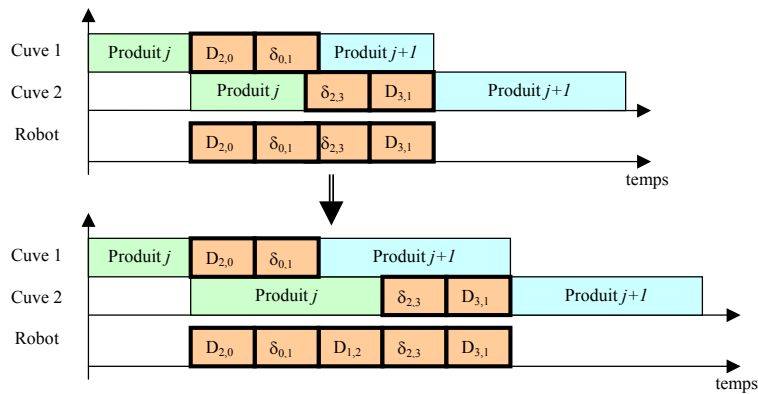 Cuve 1 Produit j D2,0 δ0,1 Produit j+1
Cuve 2 Produit j δ2,3 D3,1 Produit j+1
Robot D2,0 δ0,1 δ2,3 D3,1
temps
Cuve 1 Produit j D2,0 δ0,1 Produit j+1
Cuve 2 Produit j δ2,3 D3,1 Produit j+1
Robot D2,0 δ0,1 D1,2 δ2,3 D3,1
temps